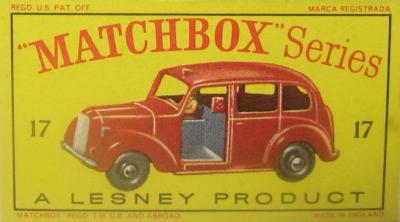 REGD. U.S. PAT. OFF. MARCA REGISTRADA
"MATCHBOX" Series
17 17
A LESNEY PRODUCT
"MATCHBOX" REGD. T.M. G.B. AND ABROAD MADE IN ENGLAND